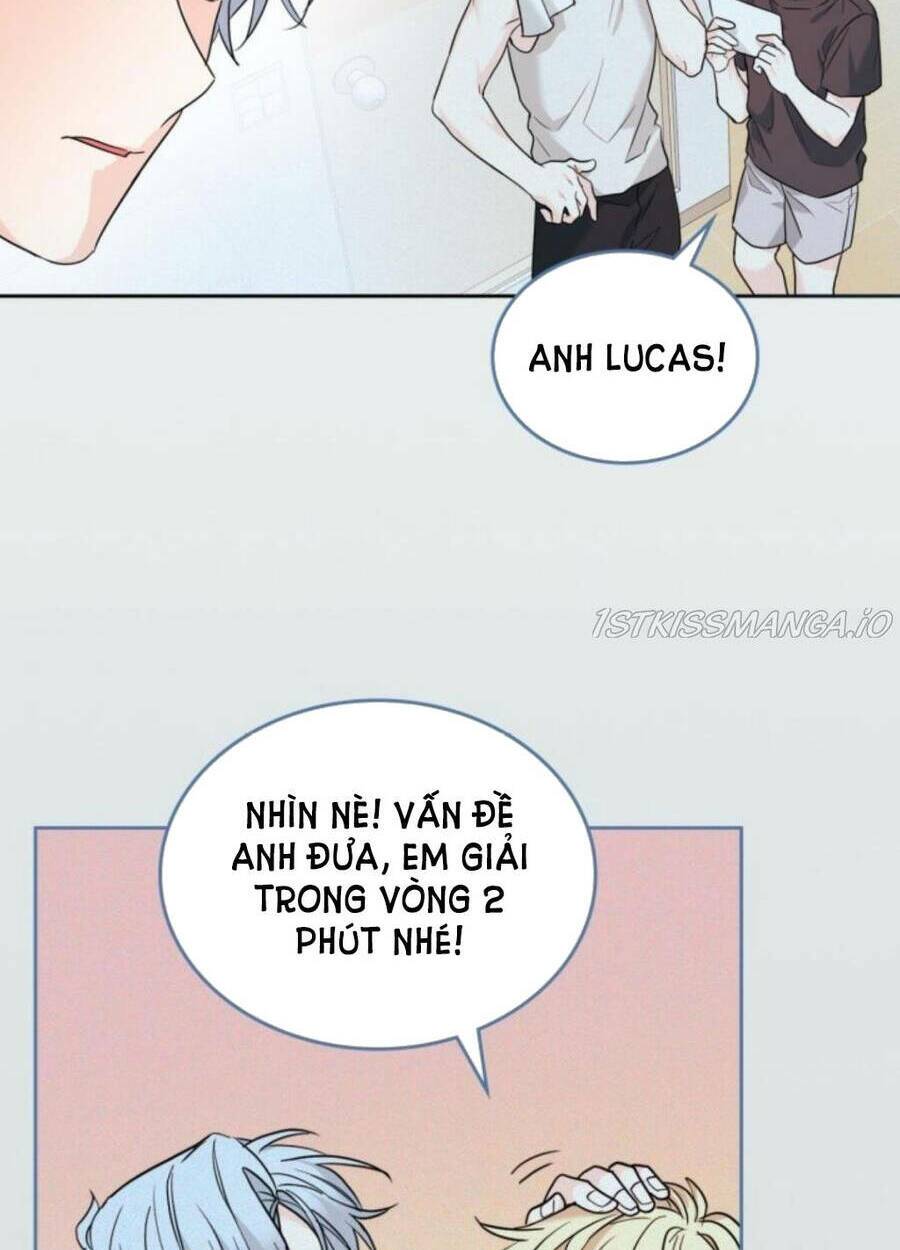 ANH LUCAS!
1STKISSMANGA.IO
NHÌN NÈ! VẤN ĐỀ
ANH ĐƯA, EM GIẢI
TRONG VÒNG 2
PHÚT NHÉ!